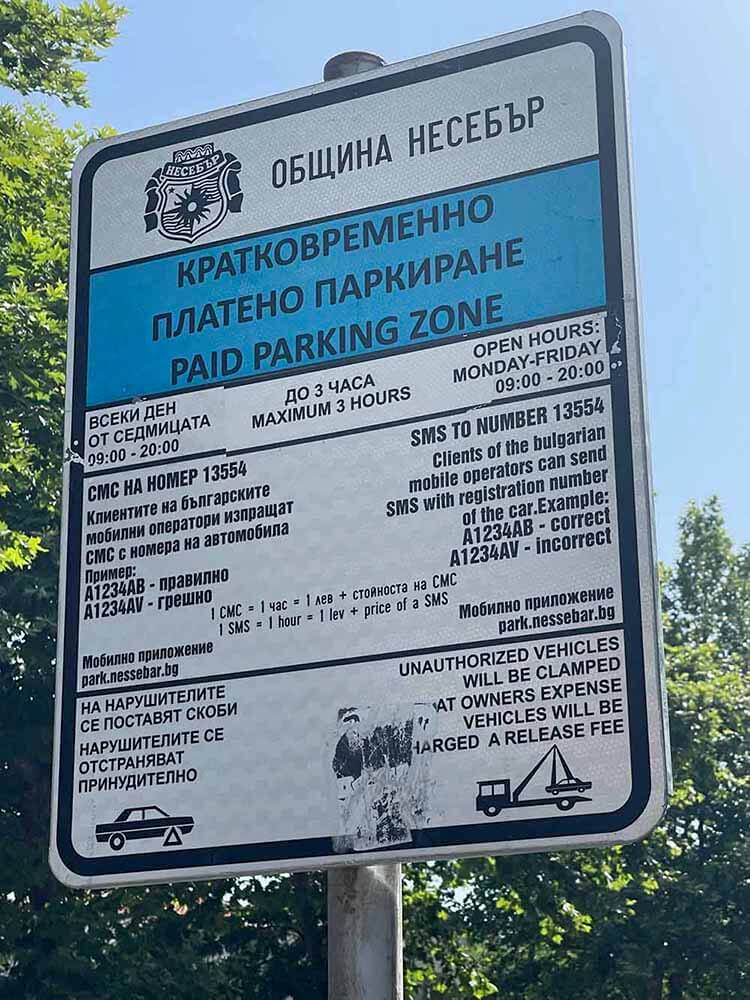 НЕСЕБЪР
ОБЩИНА НЕСЕБЪР
КРАТКОВРЕМЕННО
ПЛАТЕНО ПАРКИРАНЕ
PAID PARKING ZONE
ВСЕКИ ДЕН
ОТ СЕДМИЦАТА
09:00 - 20:00
ДО 3 ЧАСА
MAXIMUM 3 HOURS
OPEN HOURS:
MONDAY-FRIDAY
09:00 - 20:00
СМС НА НОМЕР 13554
Клиентите на българските
мобилни оператори изпращат
СМС с номера на автомобила
Пример:
A1234AB - правилно
A1234AV - грешно
SMS TO NUMBER 13554
Clients of the bulgarian
mobile operators can send
SMS with registration number
of the car.Example:
A1234AB - correct
A1234AV - incorrect
1 СМС = 1 час = 1 лев + стойноста на СМС
1 SMS = 1 hour = 1 lev + price of a SMS
Мобилно приложение
park.nessebar.bg
Мобилно приложение
park.nessebar.bg
НА НАРУШИТЕЛИТЕ
СЕ ПОСТАВЯТ СКОБИ
НАРУШИТЕЛИТЕ СЕ
ОТСТРАНЯВАТ
ПРИНУДИТЕЛНО
UNAUTHORIZED VEHICLES
WILL BE CLAMPED
AT OWNERS EXPENSE
VEHICLES WILL BE
HARGED A RELEASE FEE